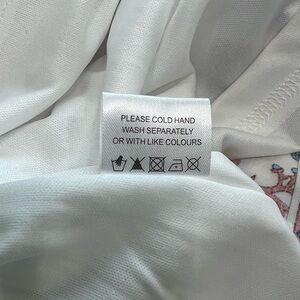 PLEASE COLD HAND
WASH SEPARATELY
OR WITH LIKE COLOURS